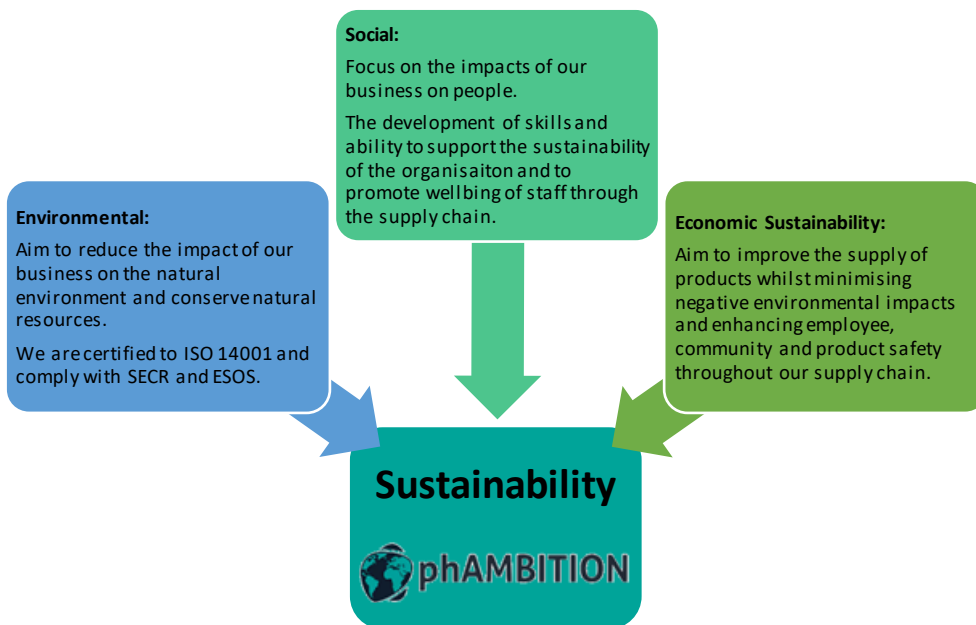 Social:
Focus on the impacts of our
business on people.
The development of skills and
ability to support the sustainability
of the organisaiton and to
promote wellbing of staff through
the supply chain.
Environmental:
Aim to reduce the impact of our
business on the natural
environment and conserve natural
resources.
We are certified to ISO 14001 and
comply with SECR and ESOS.
Economic Sustainability:
Aim to improve the supply of
products whilst minimising
negative environmental impacts
and enhancing employee,
community and product safety
throughout our supply chain.
Sustainability
phAMBITION